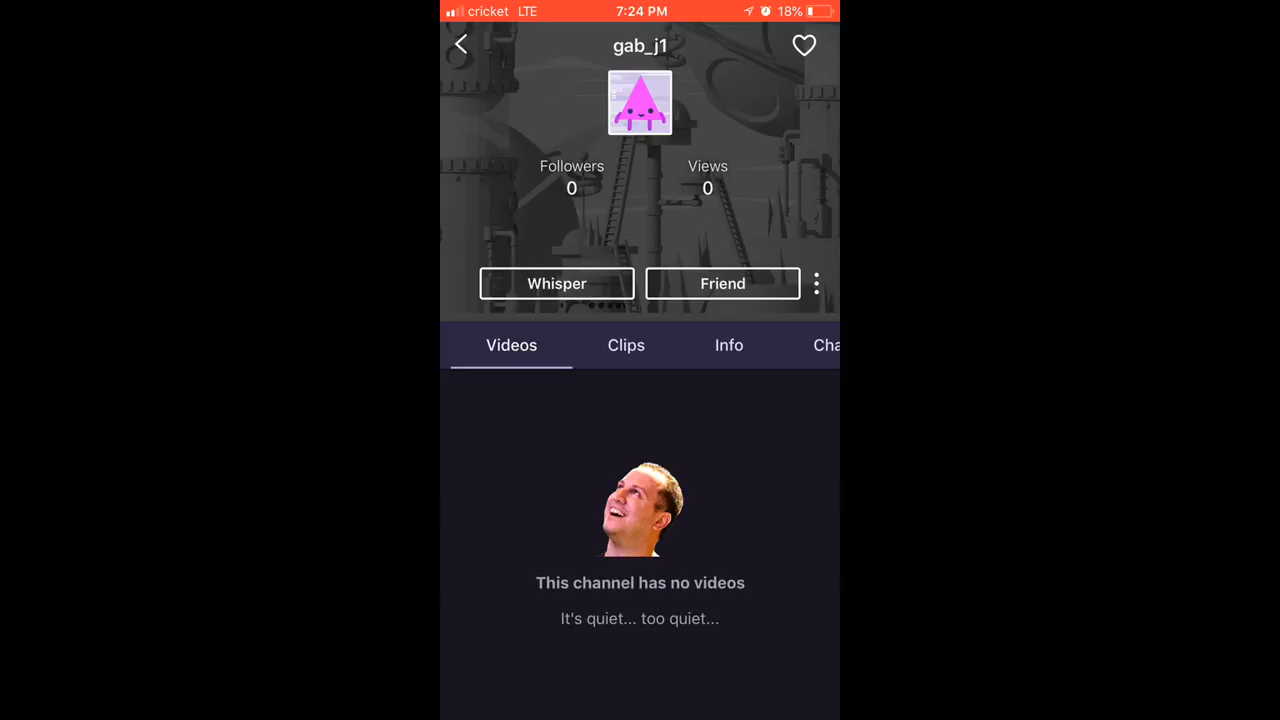 cricket LTE 7:24 PM 18%
gab_j1
Followers Views
0 0
Whisper Friend
Videos Clips Info Cha
This channel has no videos
It's quiet... too quiet...